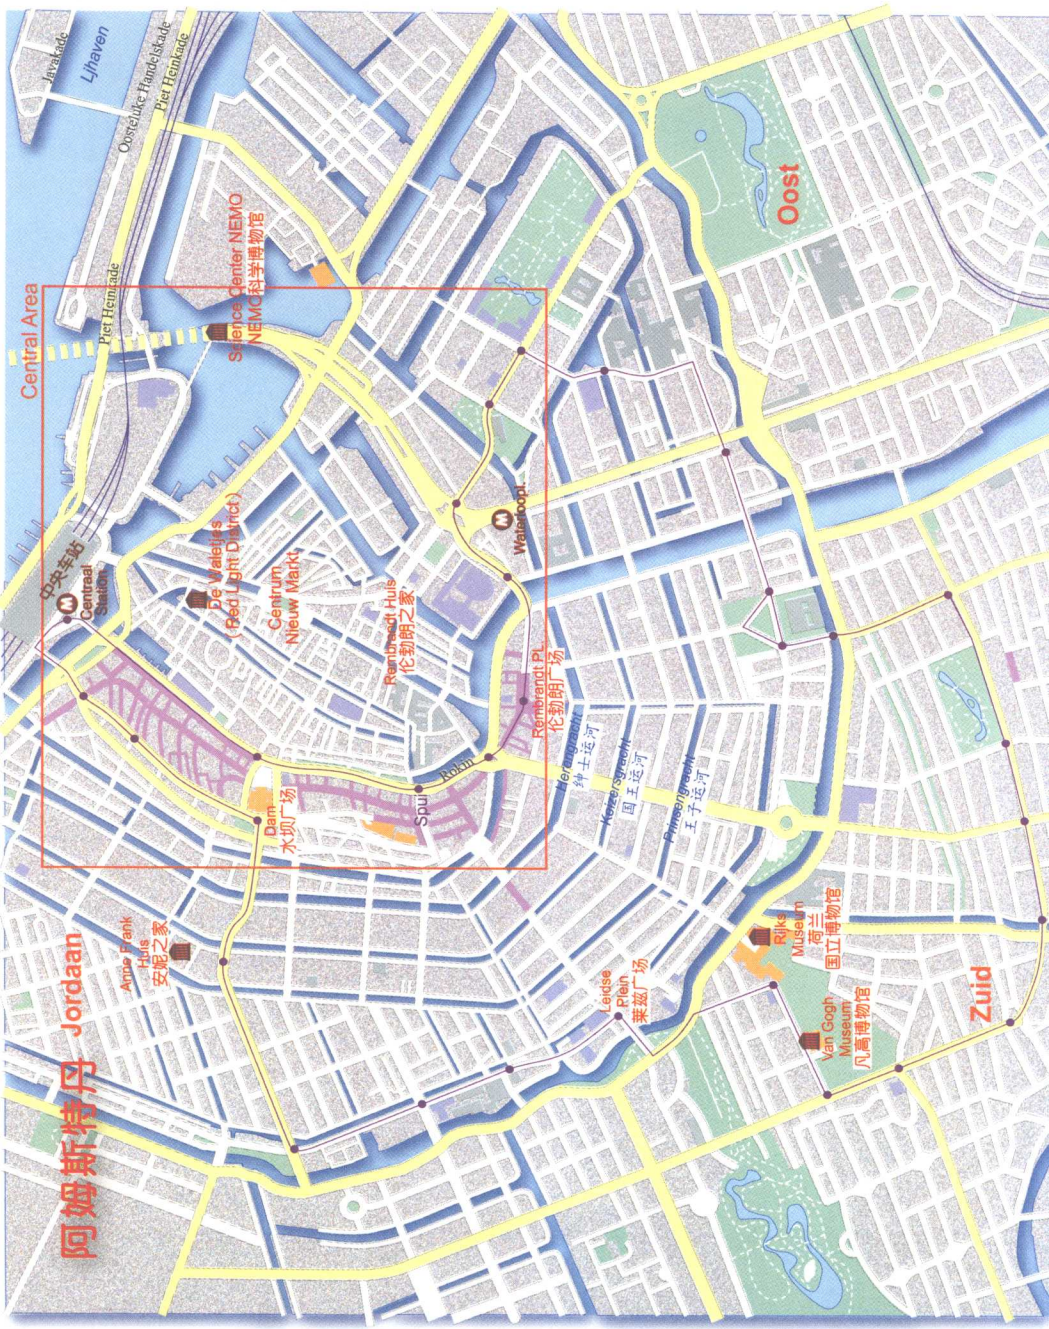 阿姆斯特丹
Jordaan
Central Area
Javakade
Ljhaven
Oosteluke Handelskade
Piet Heinkade
Piet Heinkade
中央车站
Centraal
Station
M
Science Center NEMO
NEMO科学博物馆
De Waletjes
(Red Light District)
Centrum
Nieuw Markt
Anne Frank
Huis
安妮之家
Dam
水坝广场
Rembrandt Huis
伦勃朗之家
Spui
Rokin
M
Waterloopl.
Rembrandt PL.
伦勃朗广场
Herengracht
绅士运河
Keizersgracht
国王运河
Prinsengracht
王子运河
Leidse
Plein
莱兹广场
Rijks
Museum
荷兰
国立博物馆
Van Gogh
Museum
凡高博物馆
Oost
Zuid